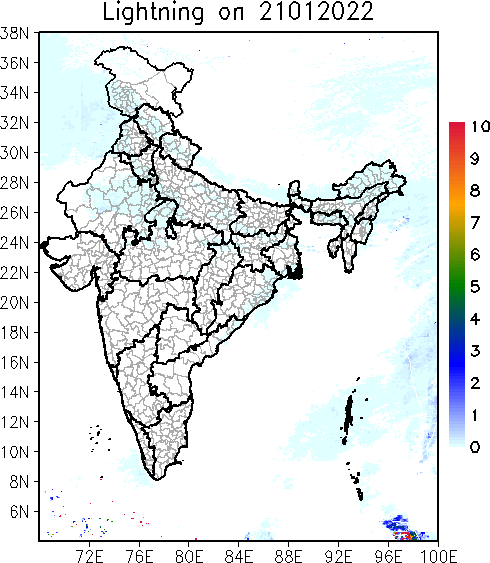 Lightning on 21012022
38N
36N
34N
32N
30N
28N
26N
24N
22N
20N
18N
16N
14N
12N
10N
8N
6N
72E 76E 80E 84E 88E 92E 96E 100E
10
9
8
7
6
5
4
3
2
1
0